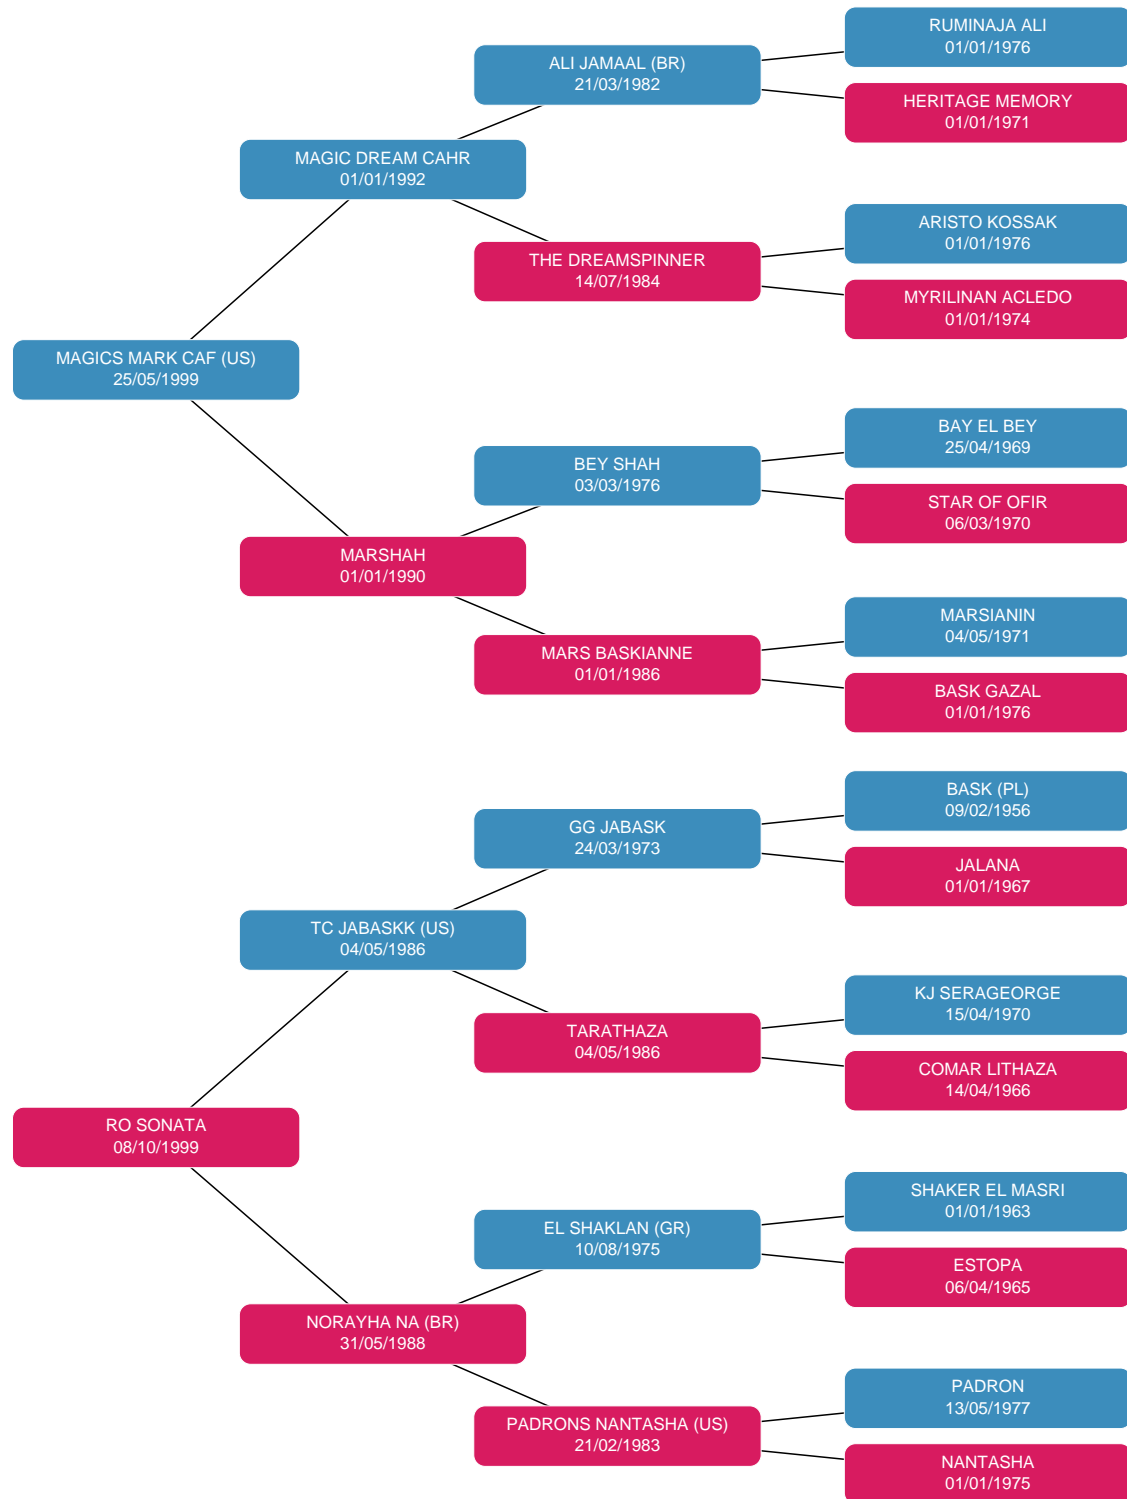 RUMINAJA ALI
01/01/1976
ALI JAMAAL (BR)
21/03/1982
HERITAGE MEMORY
01/01/1971
MAGIC DREAM CAHR
01/01/1992
ARISTO KOSSAK
01/01/1976
THE DREAMSPINNER
14/07/1984
MYRILINAN ACLEDO
01/01/1974
MAGICS MARK CAF (US)
25/05/1999
BAY EL BEY
25/04/1969
BEY SHAH
03/03/1976
STAR OF OFIR
06/03/1970
MARSHAH
01/01/1990
MARSIANIN
04/05/1971
MARS BASKIANNE
01/01/1986
BASK GAZAL
01/01/1976
BASK (PL)
09/02/1956
GG JABASK
24/03/1973
JALANA
01/01/1967
TC JABASKK (US)
04/05/1986
KJ SERAGEORGE
15/04/1970
TARATHAZA
04/05/1986
COMAR LITHAZA
14/04/1966
RO SONATA
08/10/1999
SHAKER EL MASRI
01/01/1963
EL SHAKLAN (GR)
10/08/1975
ESTOPA
06/04/1965
NORAYHA NA (BR)
31/05/1988
PADRON
13/05/1977
PADRONS NANTASHA (US)
21/02/1983
NANTASHA
01/01/1975